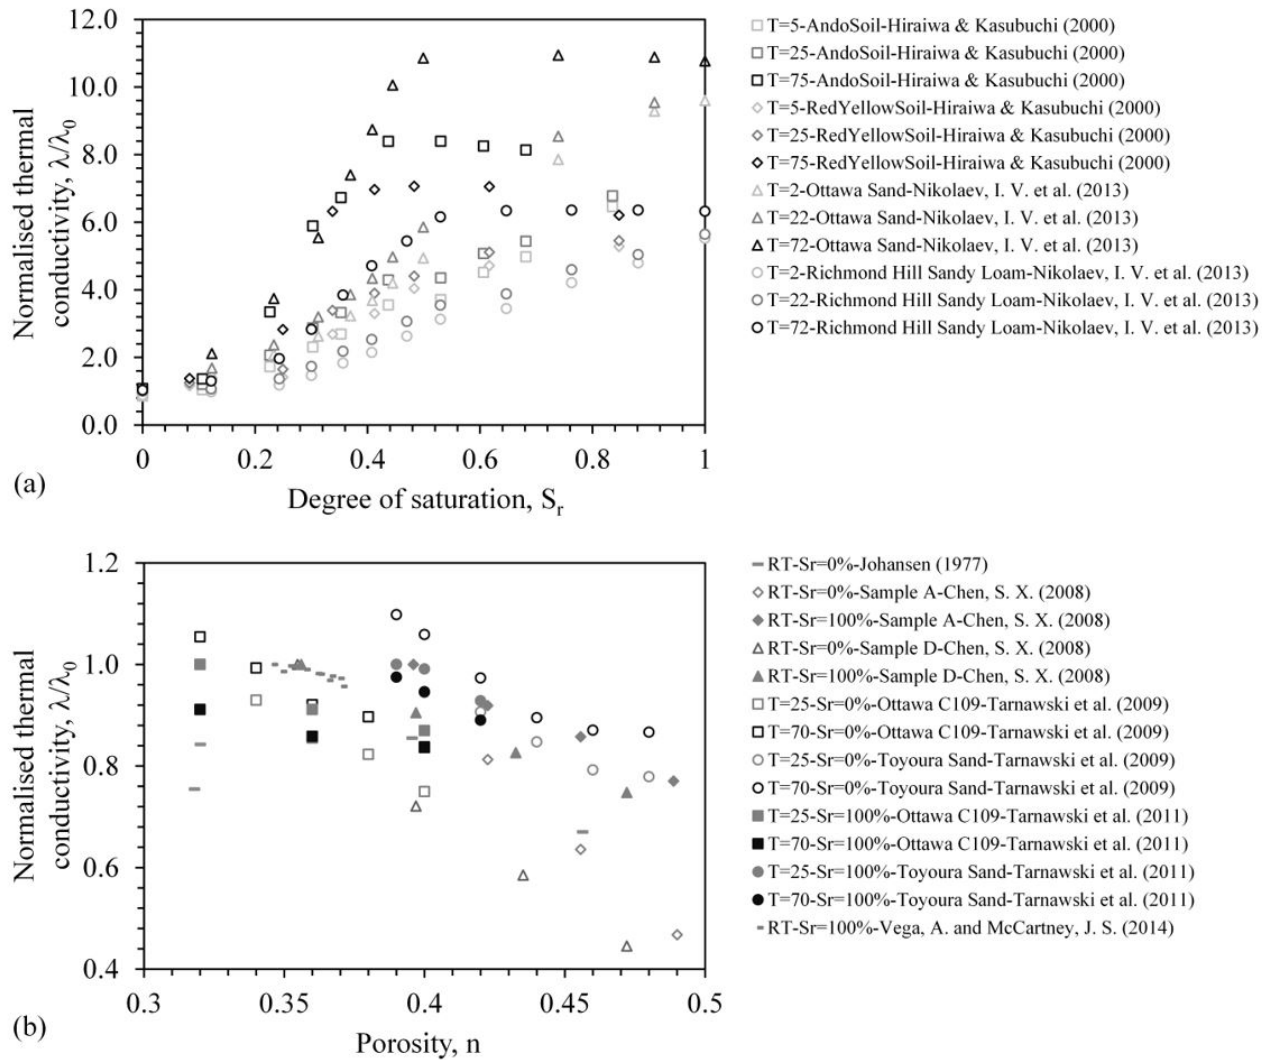 12.0
10.0
8.0
6.0
4.0
2.0
0.0
Normalised thermal
conductivity, λ/λ0
0 0.2 0.4 0.6 0.8 1
Degree of saturation, Sr
(a)
T=5-AndoSoil-Hiraiwa & Kasubuchi (2000)
T=25-AndoSoil-Hiraiwa & Kasubuchi (2000)
T=75-AndoSoil-Hiraiwa & Kasubuchi (2000)
T=5-RedYellowSoil-Hiraiwa & Kasubuchi (2000)
T=25-RedYellowSoil-Hiraiwa & Kasubuchi (2000)
T=75-RedYellowSoil-Hiraiwa & Kasubuchi (2000)
T=2-Ottawa Sand-Nikolaev, I. V. et al. (2013)
T=22-Ottawa Sand-Nikolaev, I. V. et al. (2013)
T=72-Ottawa Sand-Nikolaev, I. V. et al. (2013)
T=2-Richmond Hill Sandy Loam-Nikolaev, I. V. et al. (2013)
T=22-Richmond Hill Sandy Loam-Nikolaev, I. V. et al. (2013)
T=72-Richmond Hill Sandy Loam-Nikolaev, I. V. et al. (2013)
1.2
1.0
0.8
0.6
0.4
Normalised thermal
conductivity, λ/λ0
0.3 0.35 0.4 0.45 0.5
Porosity, n
(b)
RT-Sr=0%-Johansen (1977)
RT-Sr=0%-Sample A-Chen, S. X. (2008)
RT-Sr=100%-Sample A-Chen, S. X. (2008)
RT-Sr=0%-Sample D-Chen, S. X. (2008)
RT-Sr=100%-Sample D-Chen, S. X. (2008)
T=25-Sr=0%-Ottawa C109-Tarnawski et al. (2009)
T=70-Sr=0%-Ottawa C109-Tarnawski et al. (2009)
T=25-Sr=0%-Toyoura Sand-Tarnawski et al. (2009)
T=70-Sr=0%-Toyoura Sand-Tarnawski et al. (2009)
T=25-Sr=100%-Ottawa C109-Tarnawski et al. (2011)
T=70-Sr=100%-Ottawa C109-Tarnawski et al. (2011)
T=25-Sr=100%-Toyoura Sand-Tarnawski et al. (2011)
T=70-Sr=100%-Toyoura Sand-Tarnawski et al. (2011)
RT-Sr=100%-Vega, A. and McCartney, J. S. (2014)